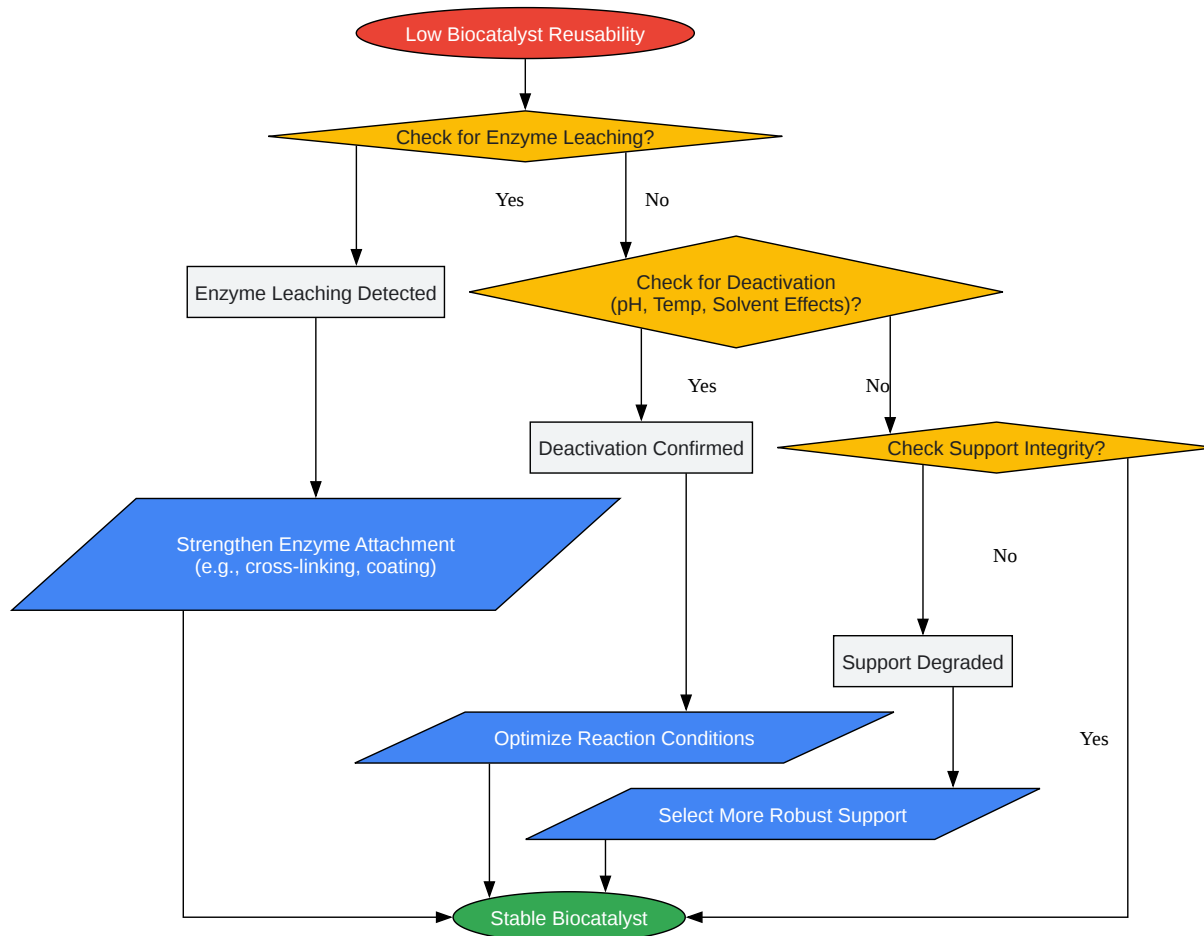 Low Biocatalyst Reusability
Check for Enzyme Leaching?
Yes
No
Enzyme Leaching Detected
Check for Deactivation
(pH, Temp, Solvent Effects)?
Yes
No
Deactivation Confirmed
Check Support Integrity?
Strengthen Enzyme Attachment
(e.g., cross-linking, coating)
No
Support Degraded
Optimize Reaction Conditions
Yes
Select More Robust Support
Stable Biocatalyst